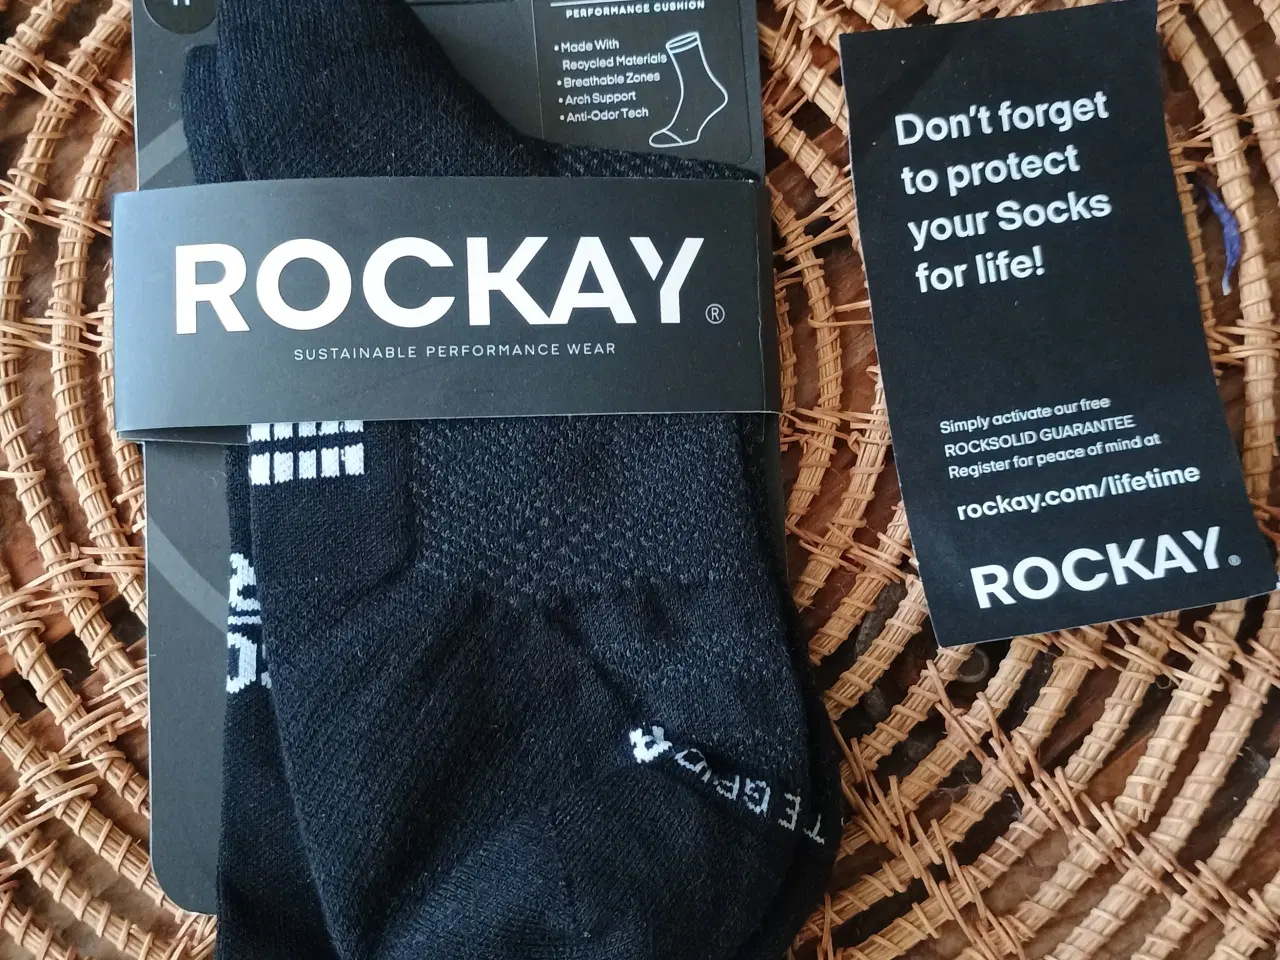 PERFORMANCE CUSHION
• Made With
Recycled Materials
• Breathable Zones
• Arch Support
• Anti-Odor Tech
ROCKAY®
SUSTAINABLE PERFORMANCE WEAR
Don't forget
to protect
your Socks
for life!
Simply activate our free
ROCKSOLID GUARANTEE
Register for peace of mind at
rockay.com/lifetime
ROCKAY®